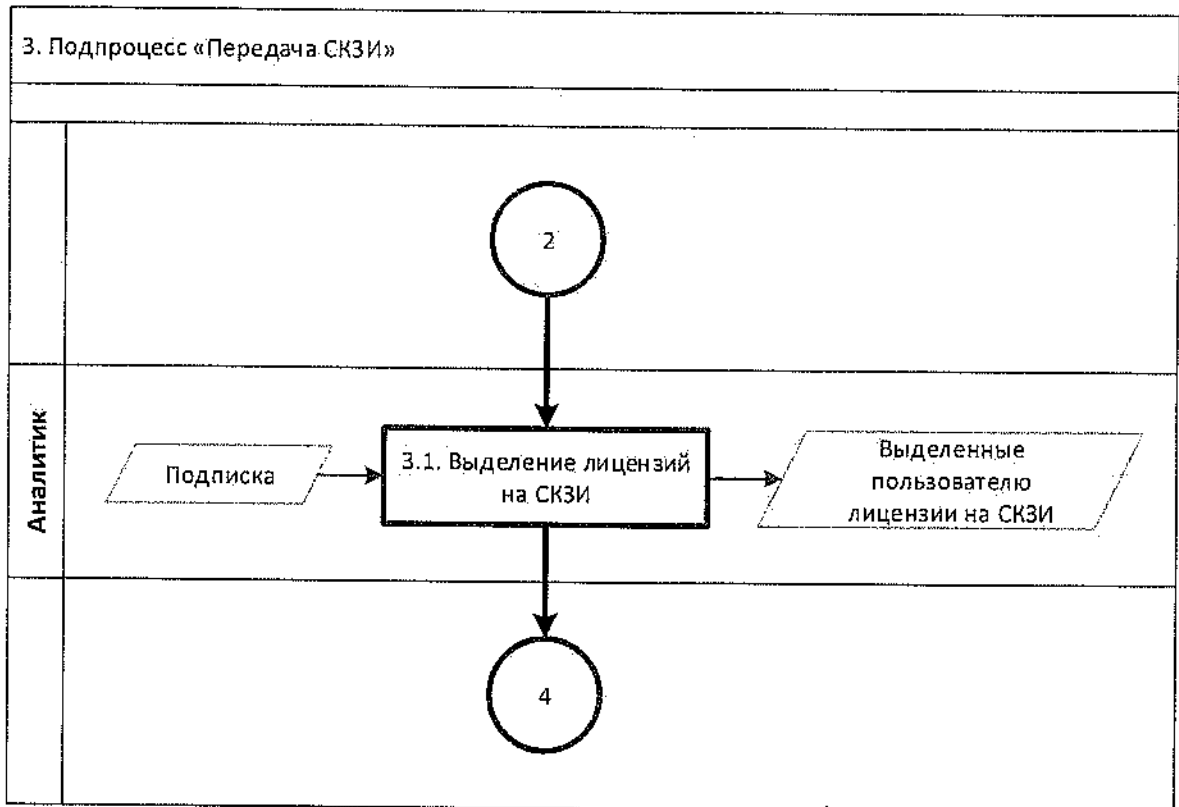 3. Подпроцесс «Передача СКЗИ»
2
Аналитик
Подписка
3.1. Выделение лицензий
на СКЗИ
Выделенные
пользователю
лицензии на СКЗИ
4